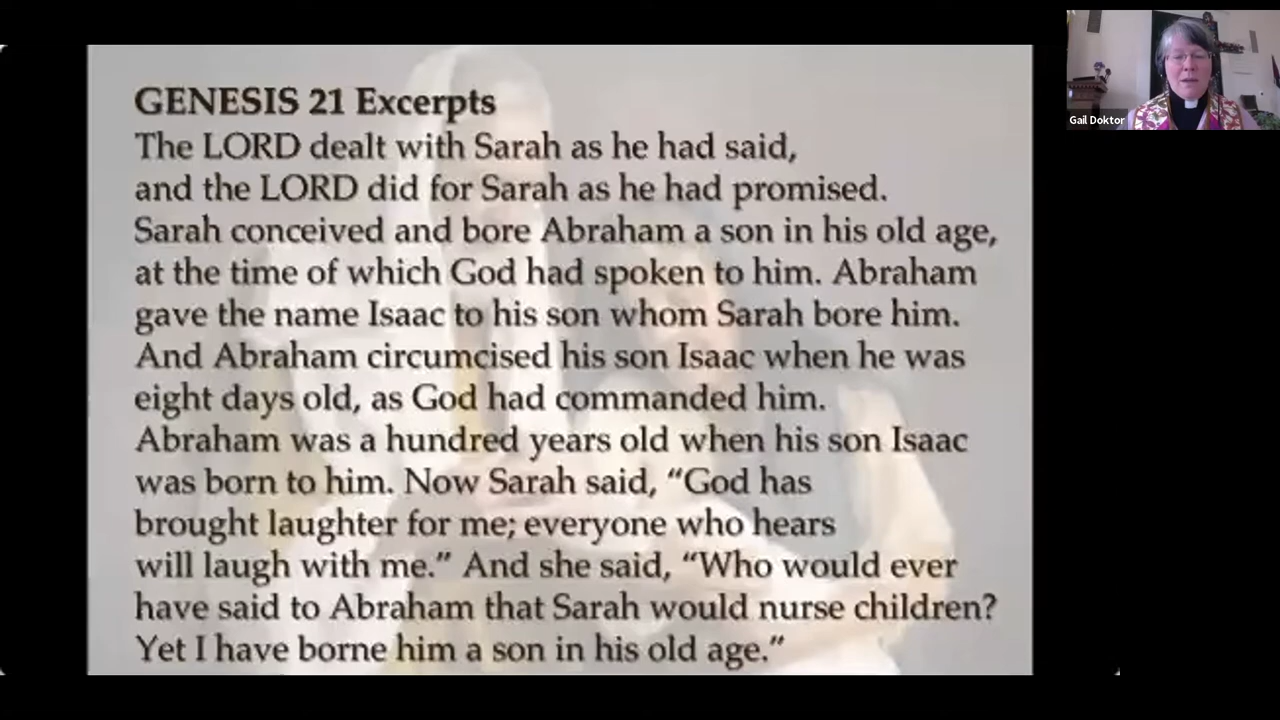 GENESIS 21 Excerpts
The LORD dealt with Sarah as he had said,
and the LORD did for Sarah as he had promised.
Sarah conceived and bore Abraham a son in his old age,
at the time of which God had spoken to him. Abraham
gave the name Isaac to his son whom Sarah bore him.
And Abraham circumcised his son Isaac when he was
eight days old, as God had commanded him.
Abraham was a hundred years old when his son Isaac
was born to him. Now Sarah said, “God has
brought laughter for me; everyone who hears
will laugh with me.” And she said, “Who would ever
have said to Abraham that Sarah would nurse children?
Yet I have borne him a son in his old age.”
Gail Doktor